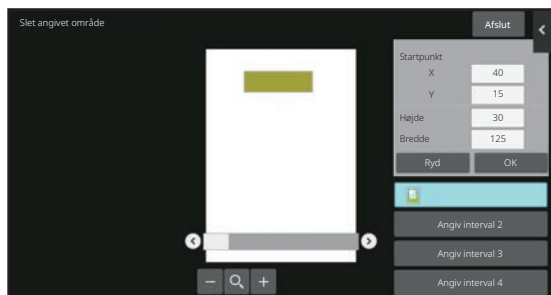 Slet angivet område
Afslut
Startpunkt
X 40
Y 15
Højde 30
Bredde 125
Ryd OK
Angiv interval 2
Angiv interval 3
Angiv interval 4